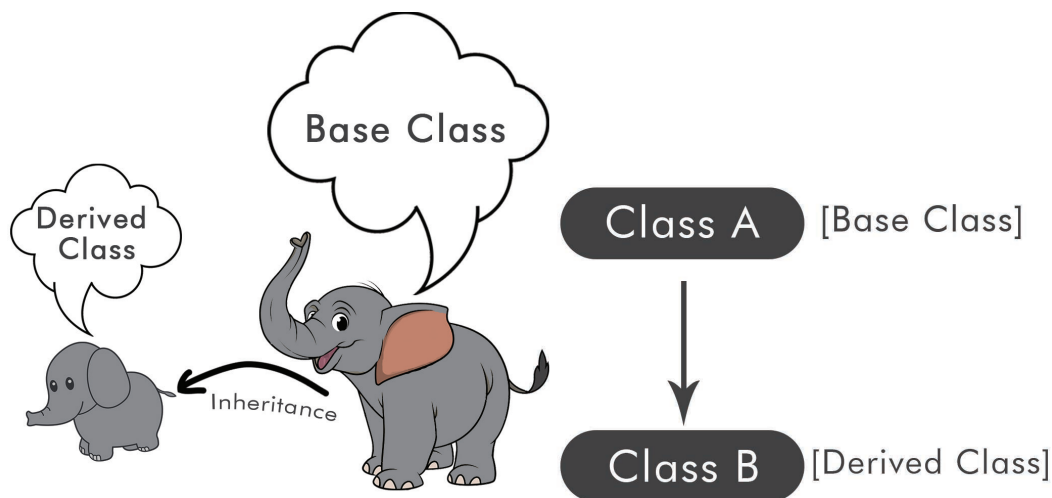 Base Class
Derived
Class
Inheritance
Class A [Base Class]
Class B [Derived Class]